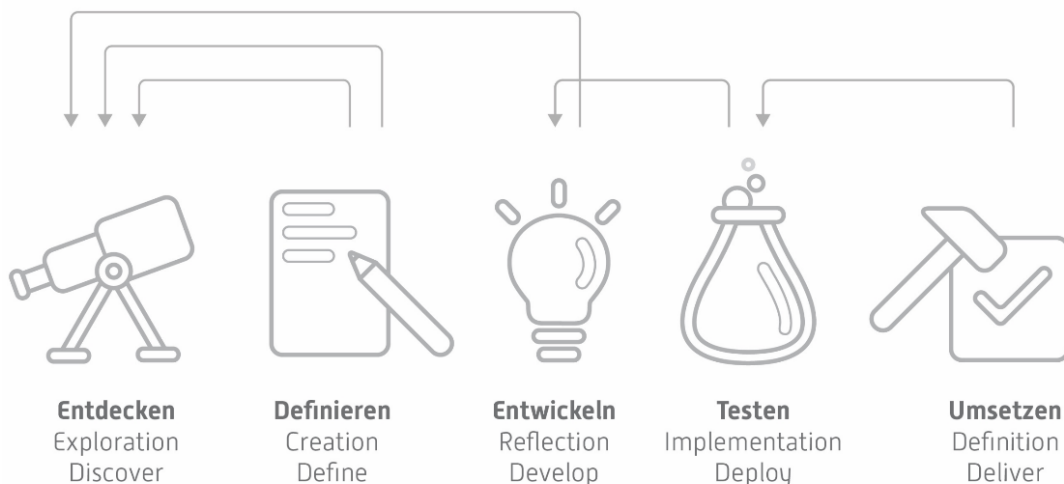 Entdecken
Exploration
Discover
Definieren
Creation
Define
Entwickeln
Reflection
Develop
Testen
Implementation
Deploy
Umsetzen
Definition
Deliver